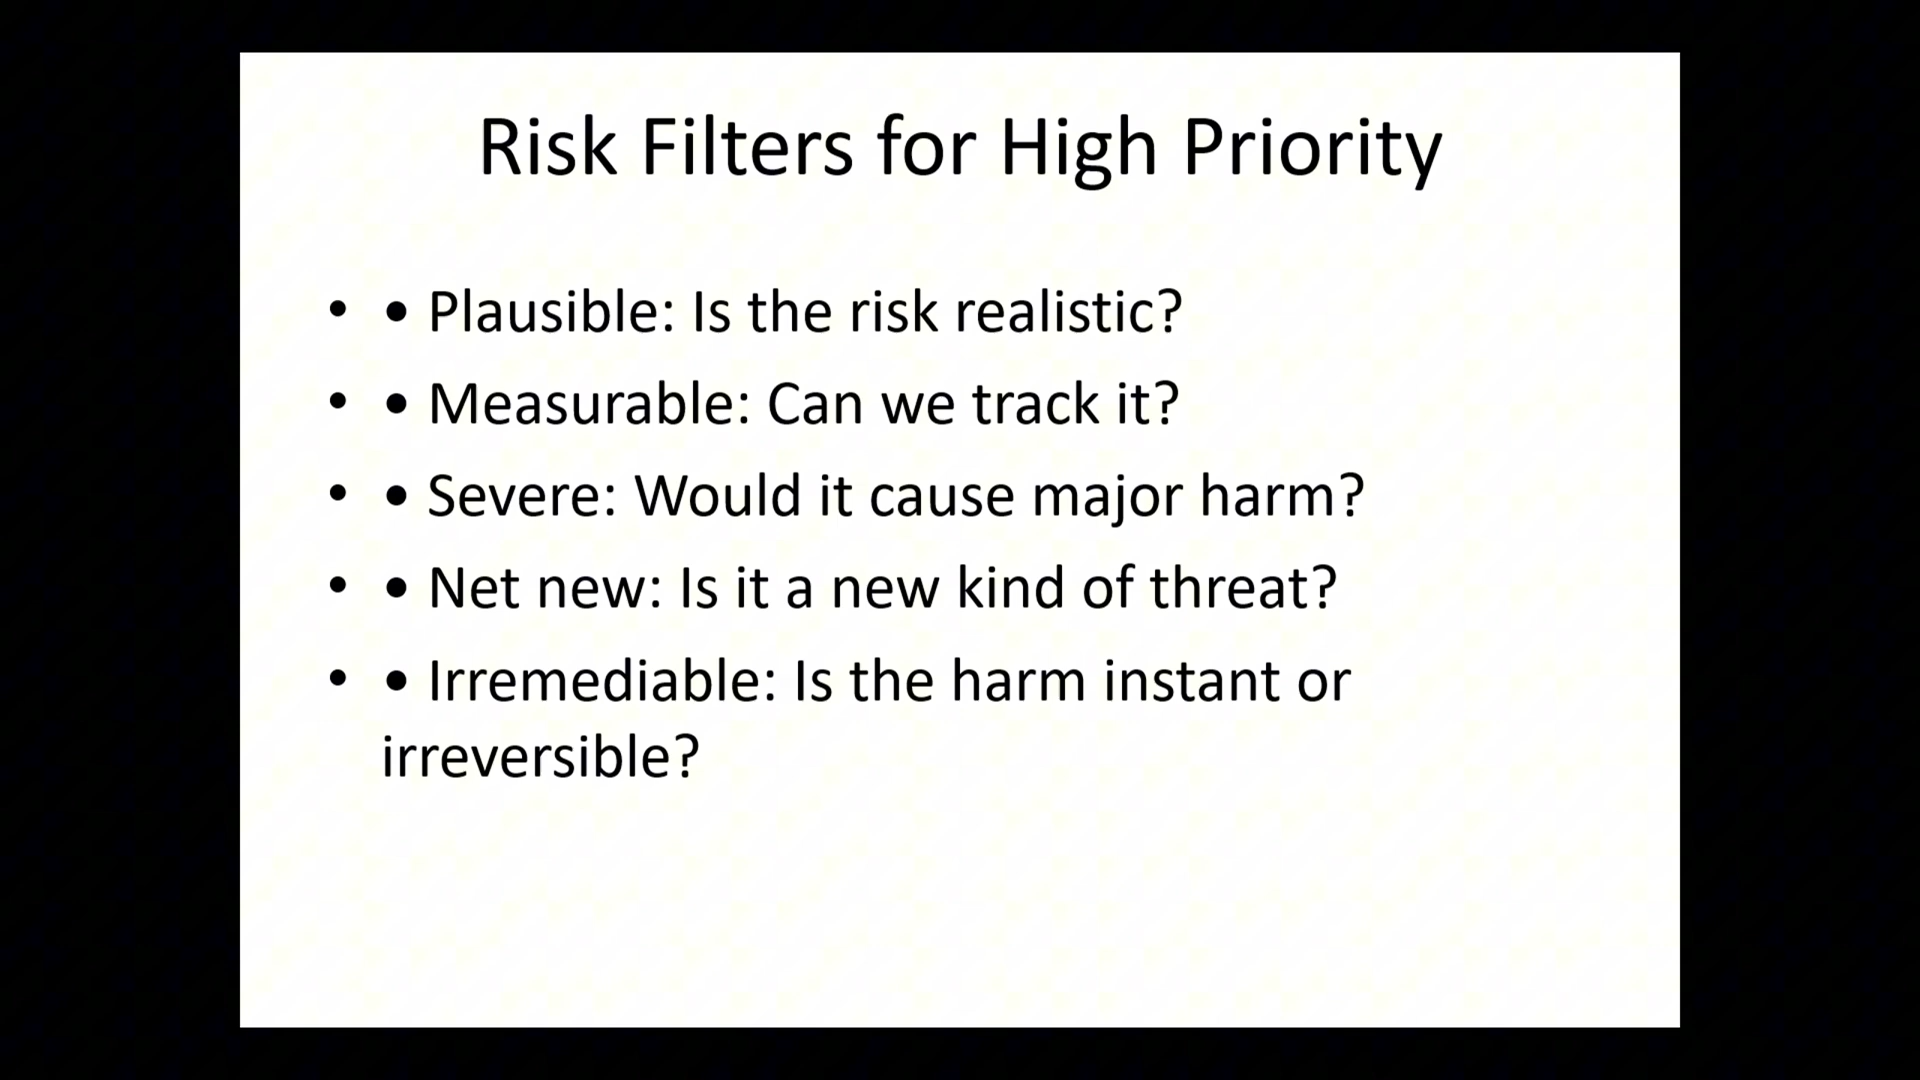 Risk Filters for High Priority
• • Plausible: Is the risk realistic?
• • Measurable: Can we track it?
• • Severe: Would it cause major harm?
• • Net new: Is it a new kind of threat?
• • Irremediable: Is the harm instant or
irreversible?